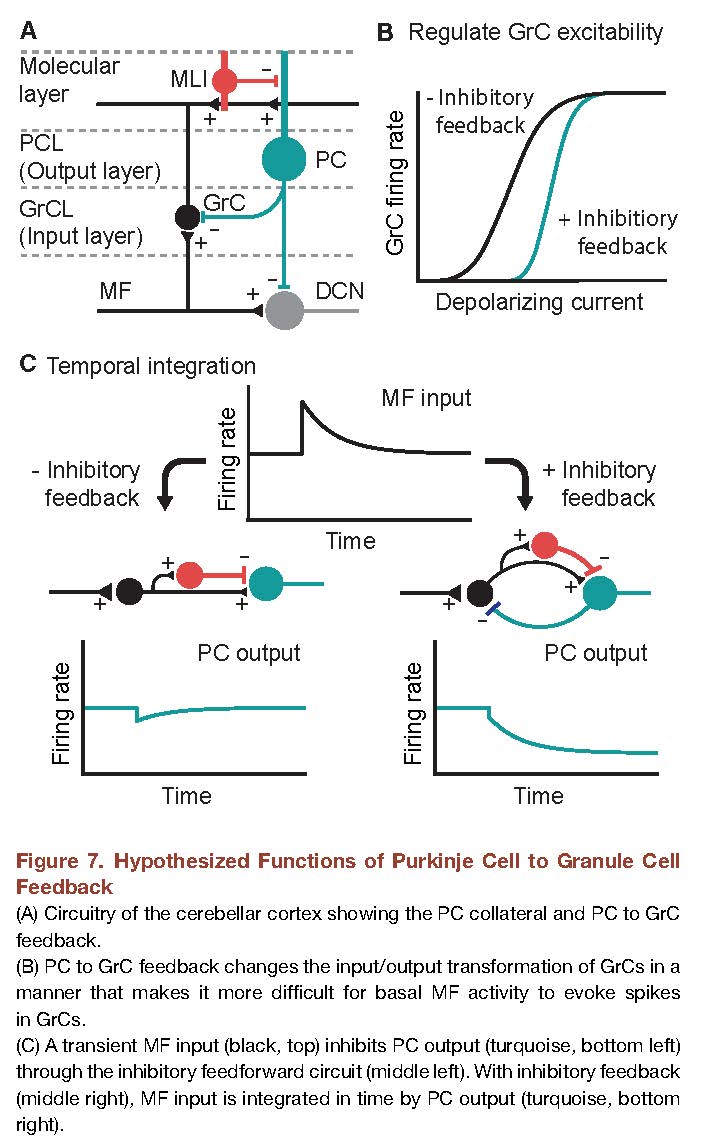 A
Molecular
layer
MLI
-
+
+
PCL
(Output layer)
PC
GrCL
(Input layer)
GrC
-
+
MF
-
+
DCN
B Regulate GrC excitability
GrC firing rate
- Inhibitory
feedback
+ Inhibitiory
feedback
Depolarizing current
C Temporal integration
MF input
Firing rate
Time
- Inhibitory
feedback
+ Inhibitory
feedback
+
+
-
+
+
+
-
+
-
PC output
Firing rate
Time
PC output
Firing rate
Time
Figure 7. Hypothesized Functions of Purkinje Cell to Granule Cell
Feedback
(A) Circuitry of the cerebellar cortex showing the PC collateral and PC to GrC
feedback.
(B) PC to GrC feedback changes the input/output transformation of GrCs in a
manner that makes it more difficult for basal MF activity to evoke spikes
in GrCs.
(C) A transient MF input (black, top) inhibits PC output (turquoise, bottom left)
through the inhibitory feedforward circuit (middle left). With inhibitory feedback
(middle right), MF input is integrated in time by PC output (turquoise, bottom
right).